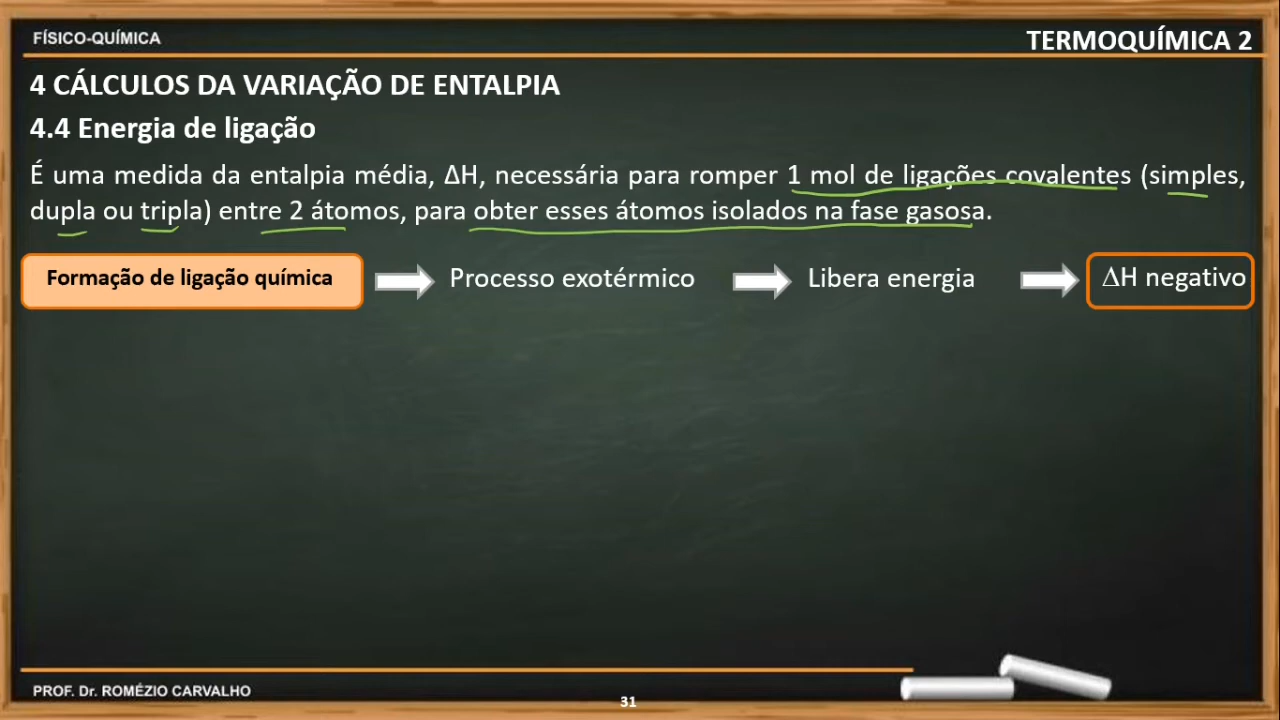 FÍSICO-QUÍMICA
TERMOQUÍMICA 2
4 CÁLCULOS DA VARIAÇÃO DE ENTALPIA
4.4 Energia de ligação
É uma medida da entalpia média, ΔH, necessária para romper 1 mol de ligações covalentes (simples,
dupla ou tripla) entre 2 átomos, para obter esses átomos isolados na fase gasosa.
Formação de ligação química
Processo exotérmico
Libera energia
ΔH negativo
PROF. Dr. ROMÉZIO CARVALHO
31